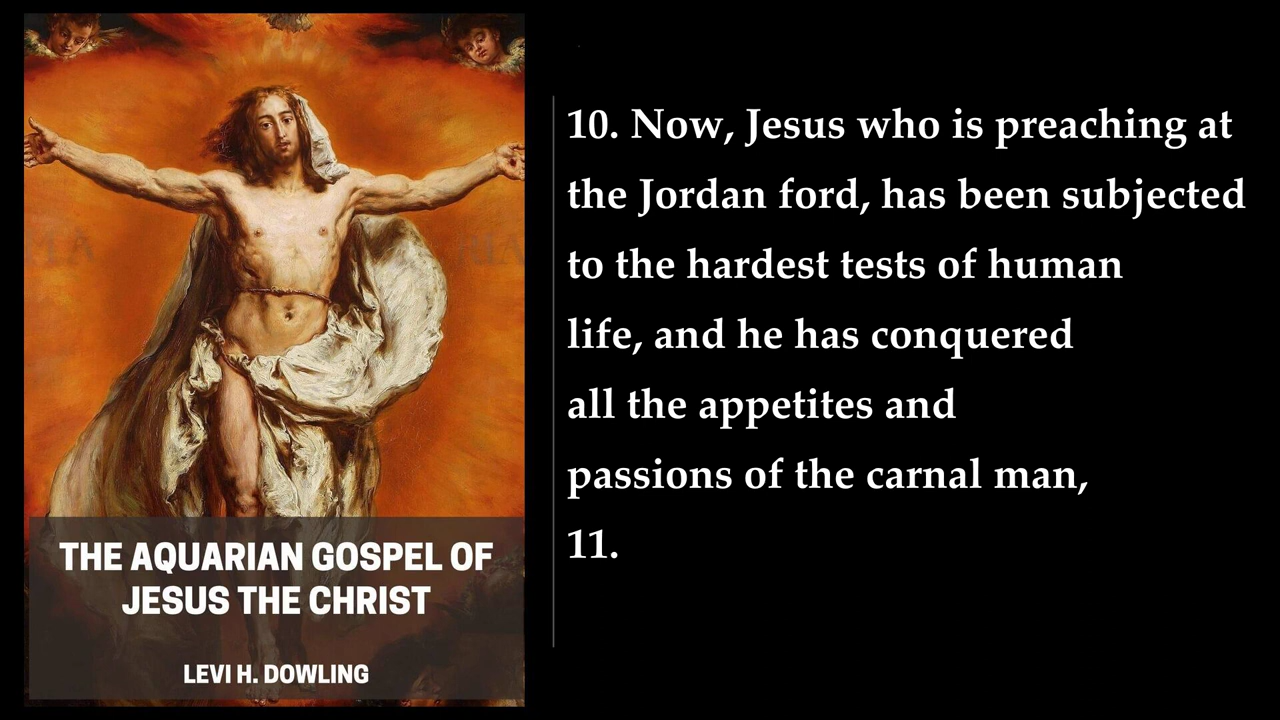 THE AQUARIAN GOSPEL OF
JESUS THE CHRIST
LEVI H. DOWLING
10. Now, Jesus who is preaching at
the Jordan ford, has been subjected
to the hardest tests of human
life, and he has conquered
all the appetites and
passions of the carnal man,
11.